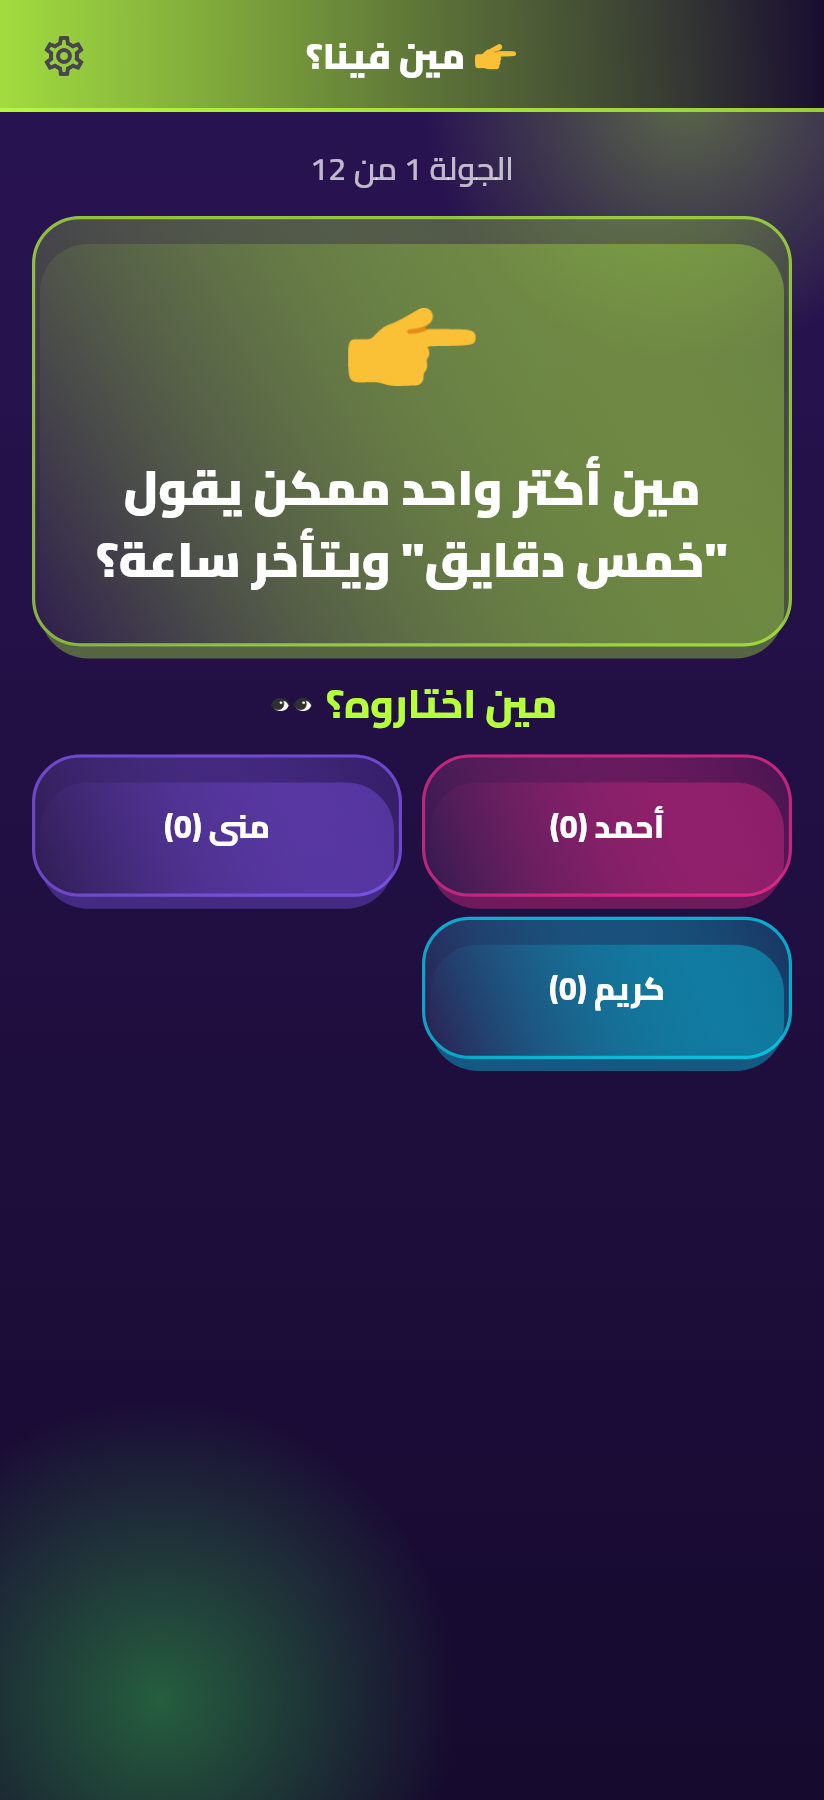 👉 مين فينا؟
الجولة 1 من 12
مين أكتر واحد ممكن يقول
"خمس دقايق" ويتأخر ساعة؟
مين اختاروه؟ 👀
أحمد (0)
منى (0)
كريم (0)